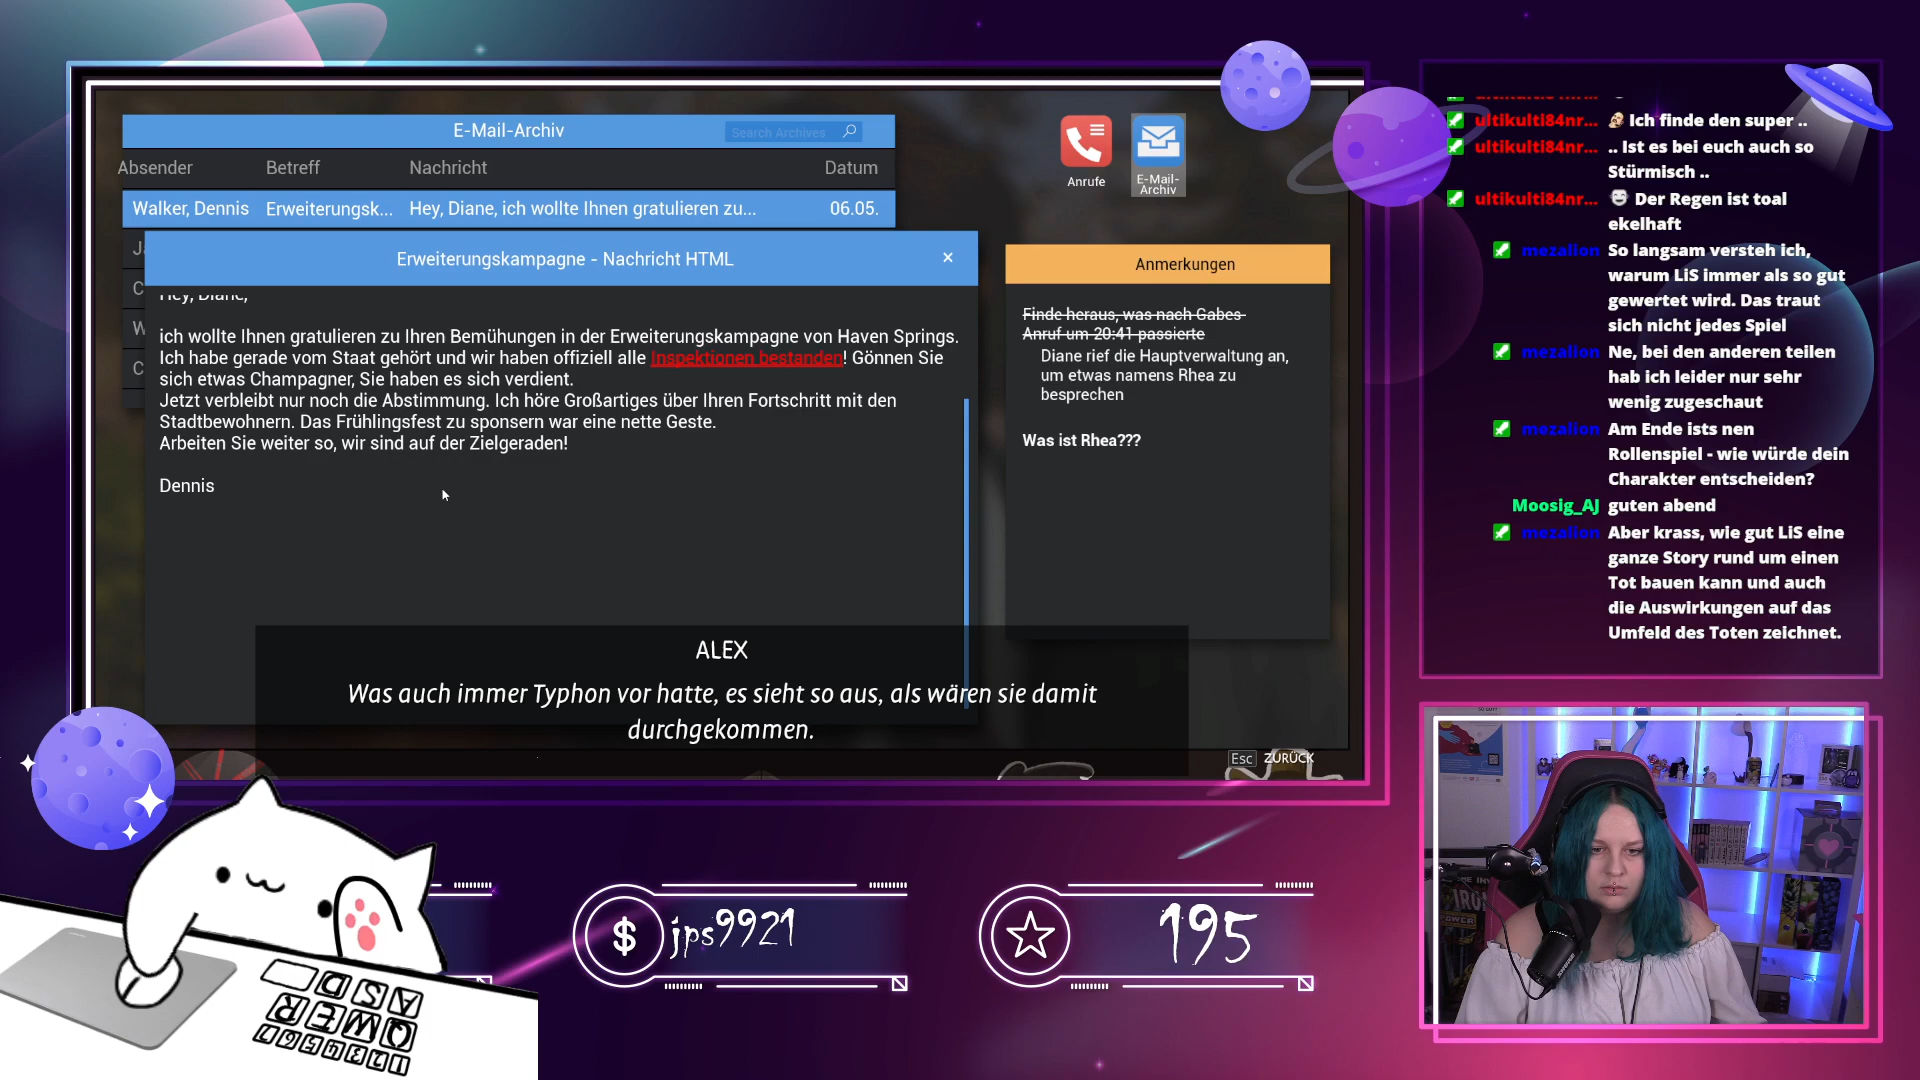 E-Mail-Archiv
Search Archives
Absender Betreff Nachricht Datum
Walker, Dennis Erweiterungsk... Hey, Diane, ich wollte Ihnen gratulieren zu... 06.05.
Erweiterungskampagne - Nachricht HTML
×
Hey, Diane,
ich wollte Ihnen gratulieren zu Ihren Bemühungen in der Erweiterungskampagne von Haven Springs.
Ich habe gerade vom Staat gehört und wir haben offiziell alle Inspektionen bestanden! Gönnen Sie
sich etwas Champagner, Sie haben es sich verdient.
Jetzt verbleibt nur noch die Abstimmung. Ich höre Großartiges über Ihren Fortschritt mit den
Stadtbewohnern. Das Frühlingsfest zu sponsern war eine nette Geste.
Arbeiten Sie weiter so, wir sind auf der Zielgeraden!
Dennis
Anrufe
E-Mail-
Archiv
Anmerkungen
Finde heraus, was nach Gabes
Anruf um 20:41 passierte
Diane rief die Hauptverwaltung an,
um etwas namens Rhea zu
besprechen
Was ist Rhea???
ALEX
Was auch immer Typhon vor hatte, es sieht so aus, als wären sie damit
durchgekommen.
Esc ZURÜCK
ultikulti84nr... Ich finde den super ..
ultikulti84nr... .. Ist es bei euch auch so
Stürmisch ..
ultikulti84nr... Der Regen ist toal
ekelhaft
mezalion So langsam versteh ich,
warum LiS immer als so gut
gewertet wird. Das traut
sich nicht jedes Spiel
mezalion Ne, bei den anderen teilen
hab ich leider nur sehr
wenig zugeschaut
mezalion Am Ende ists nen
Rollenspiel - wie würde dein
Charakter entscheiden?
Moosig_AJ guten abend
mezalion Aber krass, wie gut LiS eine
ganze Story rund um einen
Tot bauen kann und auch
die Auswirkungen auf das
Umfeld des Toten zeichnet.
$ jps9921
195
A S D
Q W E R
1 2 3 4 5 6 7